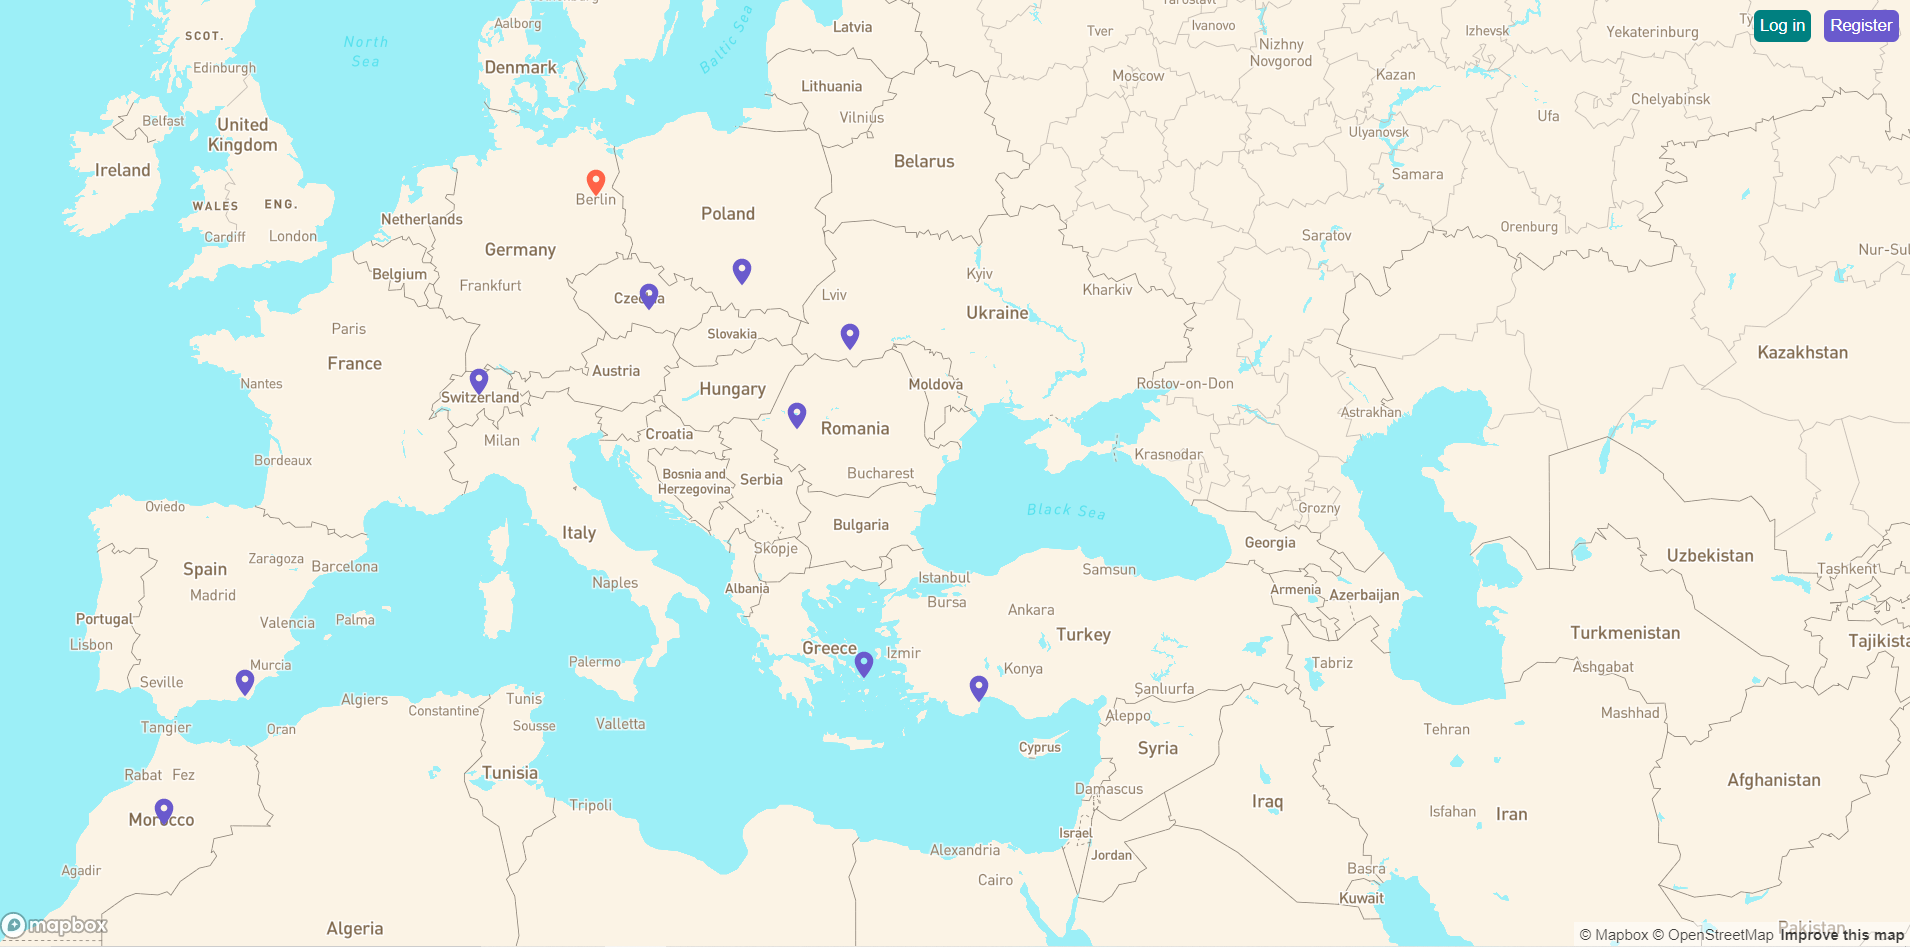 Yaroslavl
Aalborg
Latvia
Tver
Ivanovo
Izhevsk
Yekaterinburg
Log in
Register
SCOT.
North
Sea
Baltic Sea
Nizhny
Novgorod
Edinburgh
Denmark
Lithuania
Moscow
Kazan
Chelyabinsk
Belfast
United
Kingdom
Vilnius
Ulyanovsk
Ufa
Ireland
Belarus
Samara
WALES
ENG.
Berlin
Netherlands
Poland
Cardiff
London
Saratov
Orenburg
Germany
Nur-Sul
Belgium
Frankfurt
Czechia
Lviv
Kyiv
Kharkiv
Ukraine
Paris
Slovakia
France
Austria
Kazakhstan
Nantes
Switzerland
Hungary
Moldova
Rostov-on-Don
Astrakhan
Milan
Croatia
Romania
Krasnodar
Bordeaux
Bosnia and
Herzegovina
Serbia
Bucharest
Oviedo
Black Sea
Grozny
Italy
Bulgaria
Georgia
Skopje
Uzbekistan
Spain
Zaragoza
Barcelona
Naples
Albania
Istanbul
Samsun
Tashkent
Madrid
Bursa
Ankara
Armenia
Azerbaijan
Portugal
Valencia
Palma
Turkey
Turkmenistan
Tajikista
Lisbon
Greece
Izmir
Murcia
Palermo
Konya
Tabriz
Ashgabat
Seville
Şanlıurfa
Algiers
Constantine
Tunis
Mashhad
Tangier
Oran
Sousse
Valletta
Aleppo
Tehran
Cyprus
Syria
Rabat
Fez
Tunisia
Afghanistan
Damascus
Tripoli
Iraq
Isfahan
Iran
Morocco
Israel
Alexandria
Jordan
Agadir
Cairo
Basra
Kuwait
Algeria
Pakistan
mapbox
© Mapbox © OpenStreetMap Improve this map